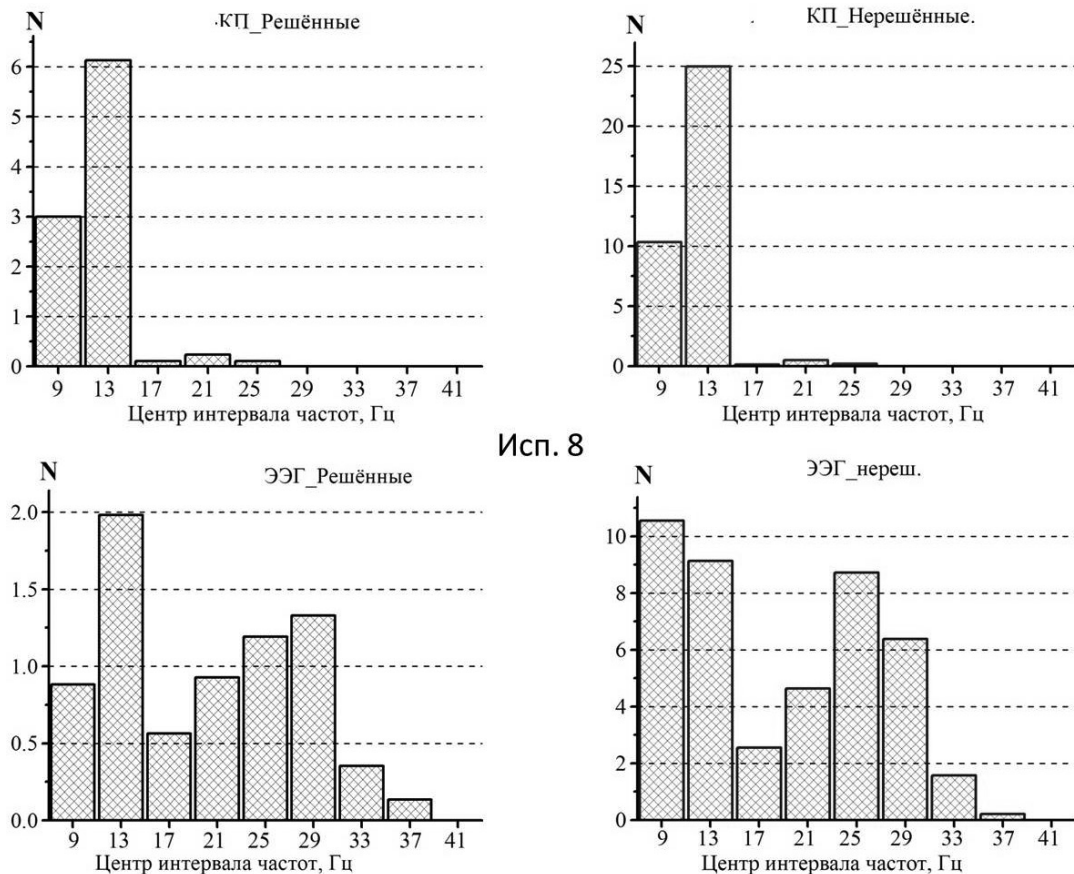 N
·КП_Решённые
6
5
4
3
2
1
0
9 13 17 21 25 29 33 37 41
Центр интервала частот, Гц
N
. КП_Нерешённые.
25
20
15
10
5
0
9 13 17 21 25 29 33 37 41
Центр интервала частот, Гц
Исп. 8
N
ЭЭГ_Решённые
2.0
1.5
1.0
0.5
0.0
9 13 17 21 25 29 33 37 41
Центр интервала частот, Гц
N
ЭЭГ_нереш.
10
8
6
4
2
0
9 13 17 21 25 29 33 37 41
Центр интервала частот, Гц